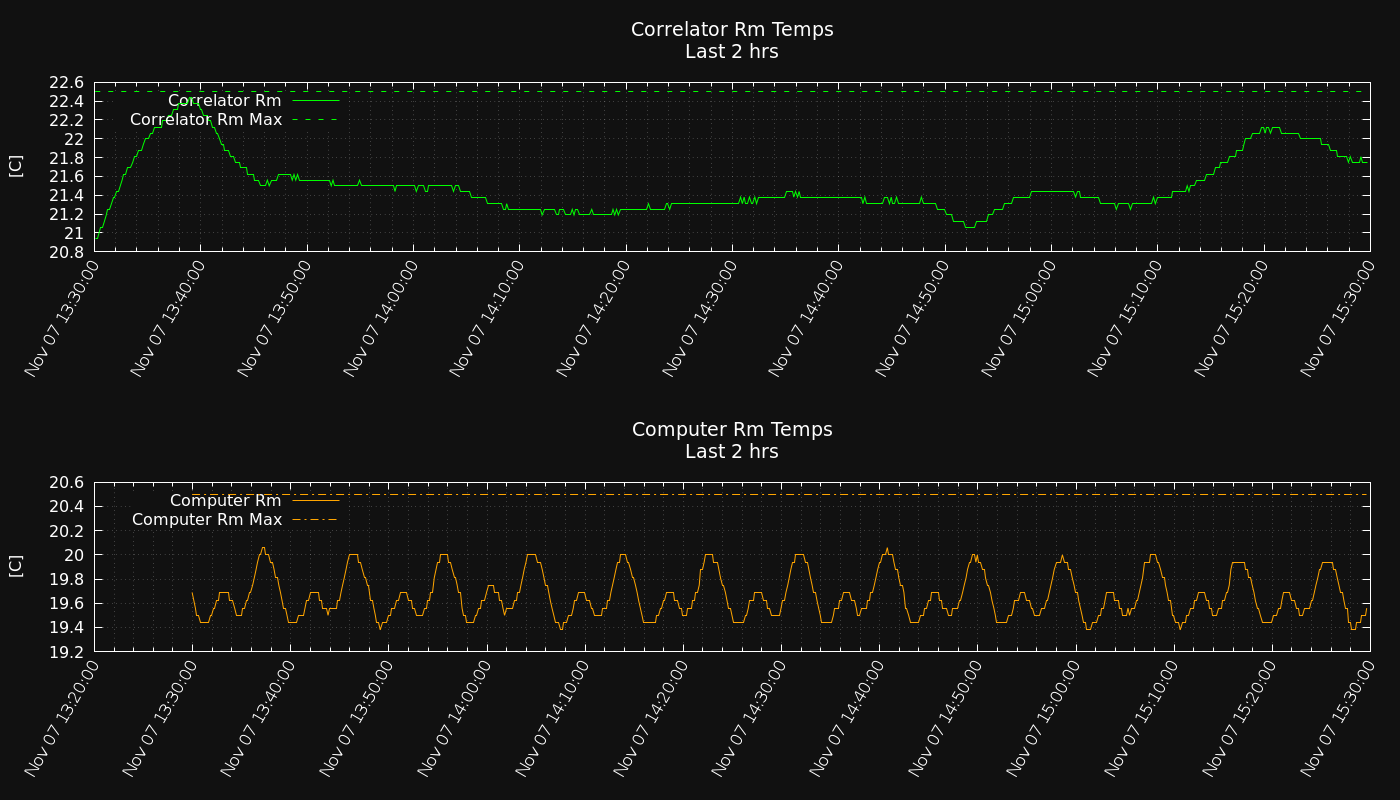 Correlator Rm Temps
Last 2 hrs
22.6
22.4
22.2
22
21.8
21.6
21.4
21.2
21
20.8
[C]
Correlator Rm
Correlator Rm Max
Nov 07 13:30:00
Nov 07 13:40:00
Nov 07 13:50:00
Nov 07 14:00:00
Nov 07 14:10:00
Nov 07 14:20:00
Nov 07 14:30:00
Nov 07 14:40:00
Nov 07 14:50:00
Nov 07 15:00:00
Nov 07 15:10:00
Nov 07 15:20:00
Nov 07 15:30:00
Computer Rm Temps
Last 2 hrs
20.6
20.4
20.2
20
19.8
19.6
19.4
19.2
[C]
Computer Rm
Computer Rm Max
Nov 07 13:20:00
Nov 07 13:30:00
Nov 07 13:40:00
Nov 07 13:50:00
Nov 07 14:00:00
Nov 07 14:10:00
Nov 07 14:20:00
Nov 07 14:30:00
Nov 07 14:40:00
Nov 07 14:50:00
Nov 07 15:00:00
Nov 07 15:10:00
Nov 07 15:20:00
Nov 07 15:30:00